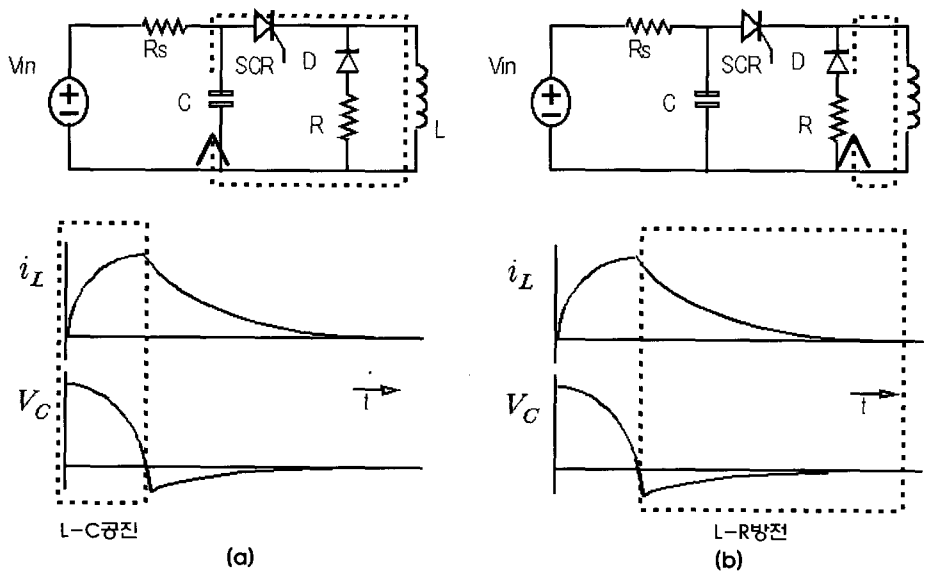 Rs
Vin
SCR
D
C
R
L
Rs
Vin
SCR
D
C
R
i_L
V_C
t
L-C공진
(a)
i_L
V_C
t
L-R방전
(b)